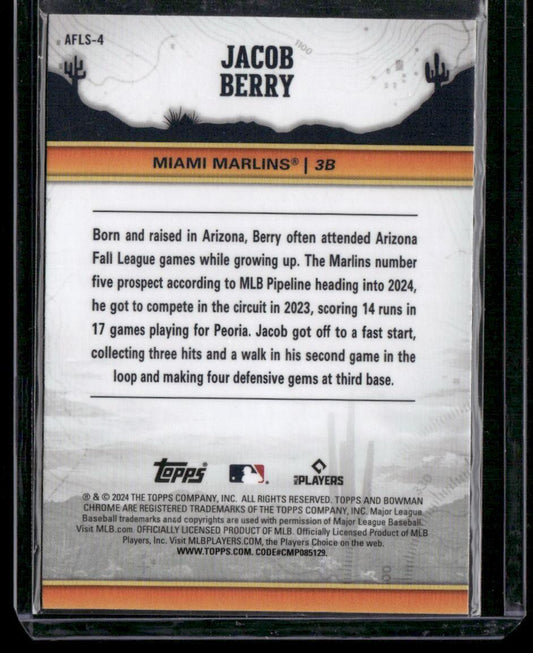 AFLS-4
1100
JACOB
BERRY
MIAMI MARLINS® | 3B
Born and raised in Arizona, Berry often attended Arizona
Fall League games while growing up. The Marlins number
five prospect according to MLB Pipeline heading into 2024,
he got to compete in the circuit in 2023, scoring 14 runs in
17 games playing for Peoria. Jacob got off to a fast start,
collecting three hits and a walk in his second game in the
loop and making four defensive gems at third base.
Topps® PLAYERS
® & © 2024 THE TOPPS COMPANY, INC. ALL RIGHTS RESERVED. TOPPS AND BOWMAN
CHROME ARE REGISTERED TRADEMARKS OF THE TOPPS COMPANY, INC. Major League
Baseball trademarks and copyrights are used with permission of Major League Baseball.
Visit MLB.com. OFFICIALLY LICENSED PRODUCT OF MLB
Players, Inc. Visit MLBPLAYERS.COM, the Players Choice on the web.
WWW.TOPPS.COM. CODE#CMP085129.